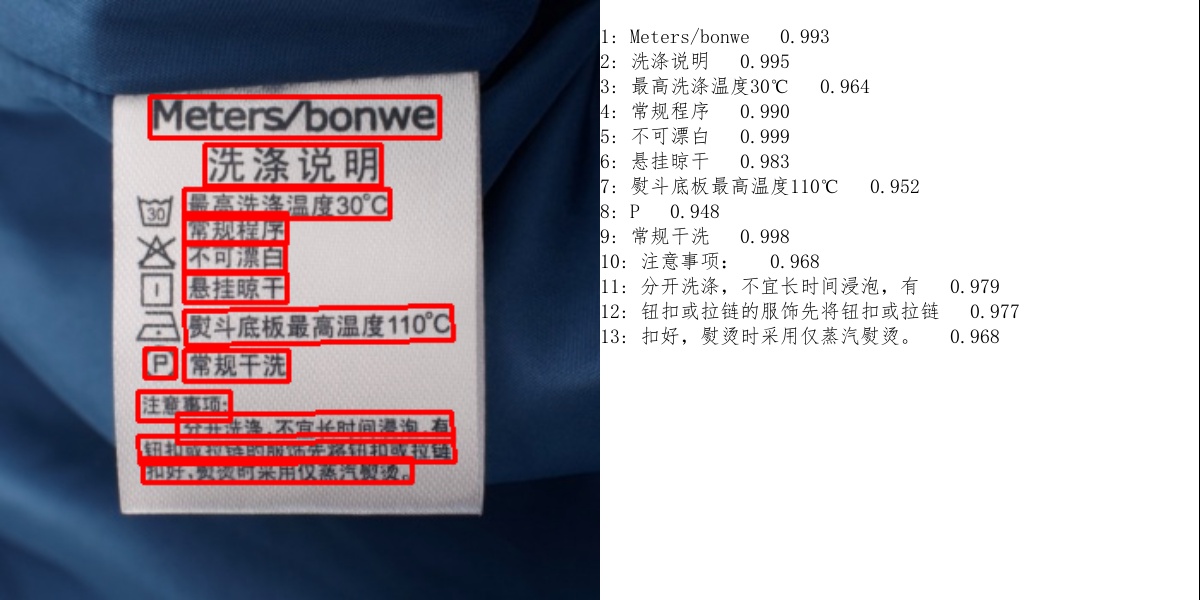 Meters/bonwe
洗涤说明
30 最高洗涤温度30℃
常规程序
不可漂白
悬挂晾干
熨斗底板最高温度110℃
P 常规干洗
注意事项:
分开洗涤,不宜长时间浸泡,有
钮扣或拉链的服饰先将钮扣或拉链
扣好,熨烫时采用仅蒸汽熨烫。
1: Meters/bonwe 0.993
2: 洗涤说明 0.995
3: 最高洗涤温度30℃ 0.964
4: 常规程序 0.990
5: 不可漂白 0.999
6: 悬挂晾干 0.983
7: 熨斗底板最高温度110℃ 0.952
8: P 0.948
9: 常规干洗 0.998
10: 注意事项: 0.968
11: 分开洗涤,不宜长时间浸泡,有 0.979
12: 钮扣或拉链的服饰先将钮扣或拉链 0.977
13: 扣好,熨烫时采用仅蒸汽熨烫。 0.968